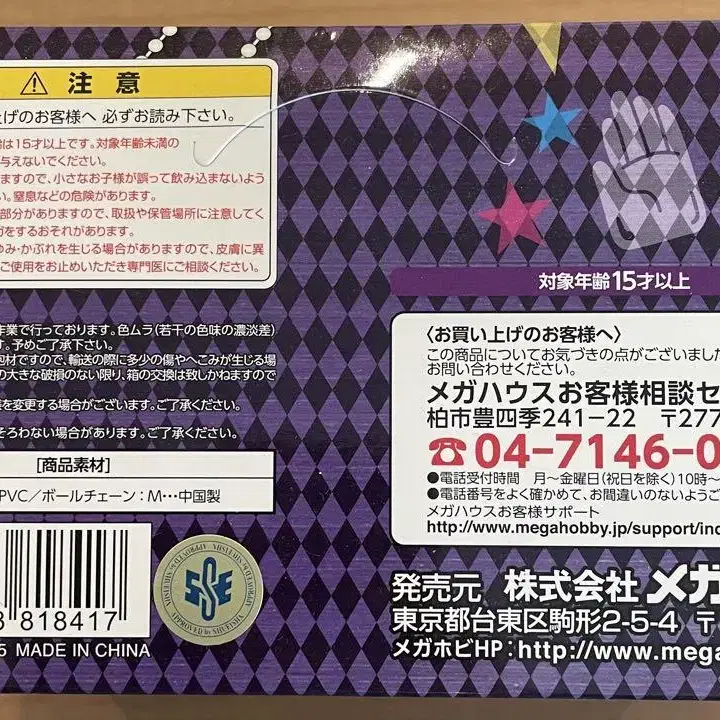 ⚠ 注意
上げのお客様へ 必ずお読み下さい。
は15才以上です。対象年齢未満の
与えないでください。
ますので、小さなお子様が誤って飲み込まないよう
。窒息などの危険があります。
部分がありますので、取扱や保管場所に注意してく
をするおそれがあります。
ゆみ・かぶれを生じる場合がありますので、皮膚に異
ご使用をお止めいただき専門医にご相談ください。
作業で行っております。色ムラ(若干の色味の濃淡差)
す。予めご了承下さい。
包材ですので、輸送の際に多少の傷やへこみが生じる場
の大きな破損のない限り、箱の交換は致しかねますので
を変更する場合がございます。ご了承ください。
そろわない場合がございます。ご了承ください。
[商品素材]
PVC/ボールチェーン:M…中国製
818417
5 MADE IN CHINA
SSE
APPROVED by SHUEISHA
対象年齢15才以上
〈お買い上げのお客様へ〉
この商品についてお気づきの点がございました
お問い合わせください。
メガハウスお客様相談セ
柏市豊四季241−22 〒277
☎04-7146-0
●電話受付時間 月〜金曜日(祝日を除く)10時〜
●電話番号をよく確かめて、お間違いのないようご
メガハウスお客様サポート
http://www.megahobby.jp/support/ind
発売元 株式会社メガ
東京都台東区駒形2-5-4 〒
メガホビHP:http://www.mega